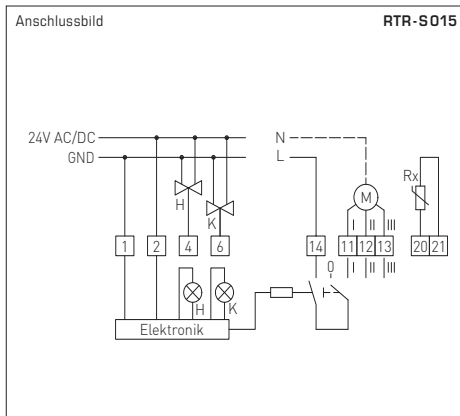 Anschlussbild RTR-S015
24V AC/DC N
GND L
Rx
H M
K I II III
1 2 4 6 14 11 12 13 20 21
0 I II III
H K
Elektronik